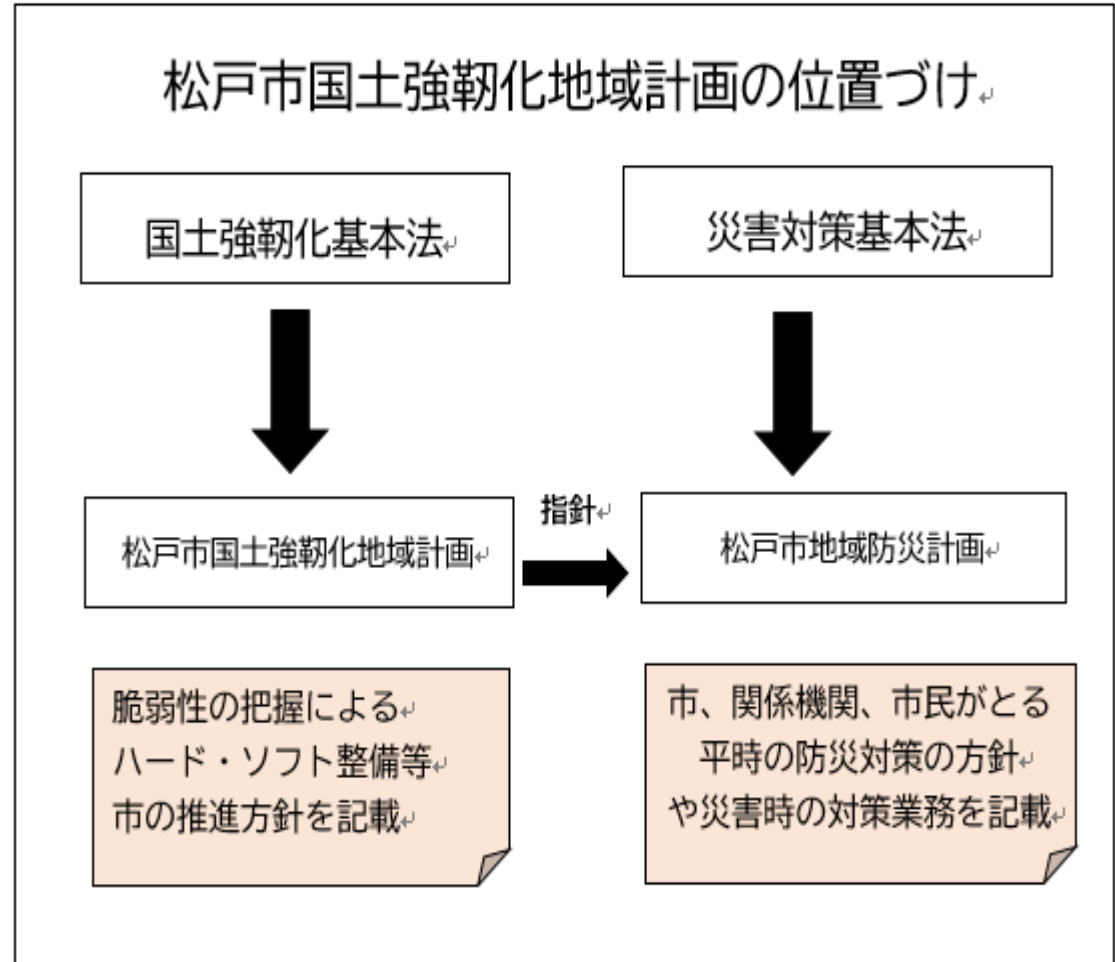 松戸市国土強靭化地域計画の位置づけ
国土強靭化基本法
災害対策基本法
松戸市国土強靭化地域計画
指針
松戸市地域防災計画
脆弱性の把握による
ハード・ソフト整備等
市の推進方針を記載
市、関係機関、市民がとる
平時の防災対策の方針
や災害時の対策業務を記載